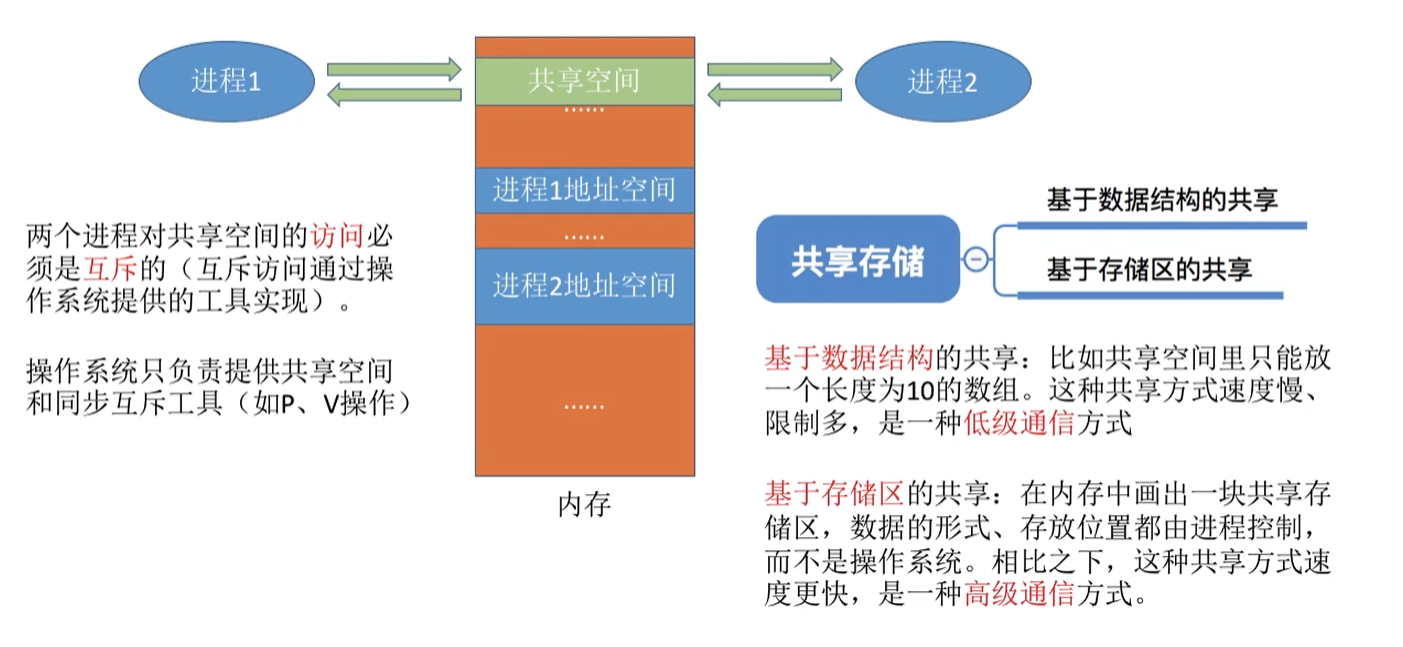 进程1
共享空间
进程2
......
进程1地址空间
......
进程2地址空间
......
内存
两个进程对共享空间的访问必
须是互斥的（互斥访问通过操
作系统提供的工具实现）。
操作系统只负责提供共享空间
和同步互斥工具（如P、V操作）
共享存储
基于数据结构的共享
基于存储区的共享
基于数据结构的共享：比如共享空间里只能放
一个长度为10的数组。这种共享方式速度慢、
限制多，是一种低级通信方式
基于存储区的共享：在内存中画出一块共享存
储区，数据的形式、存放位置都由进程控制，
而不是操作系统。相比之下，这种共享方式速
度更快，是一种高级通信方式。